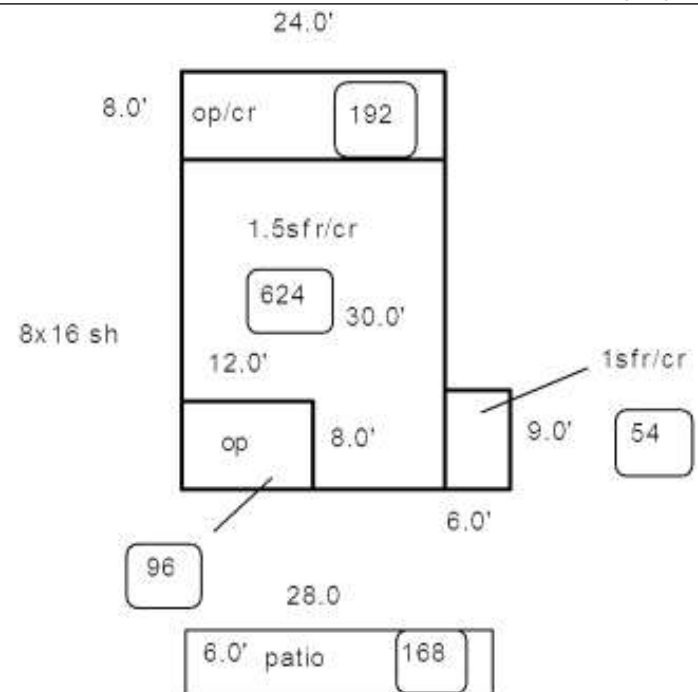 24.0'
8.0' op/cr 192
1.5sfr/cr
624 30.0'
8x16 sh
12.0' 1sfr/cr
op 8.0' 9.0' 54
6.0'
96
28.0
6.0' patio 168